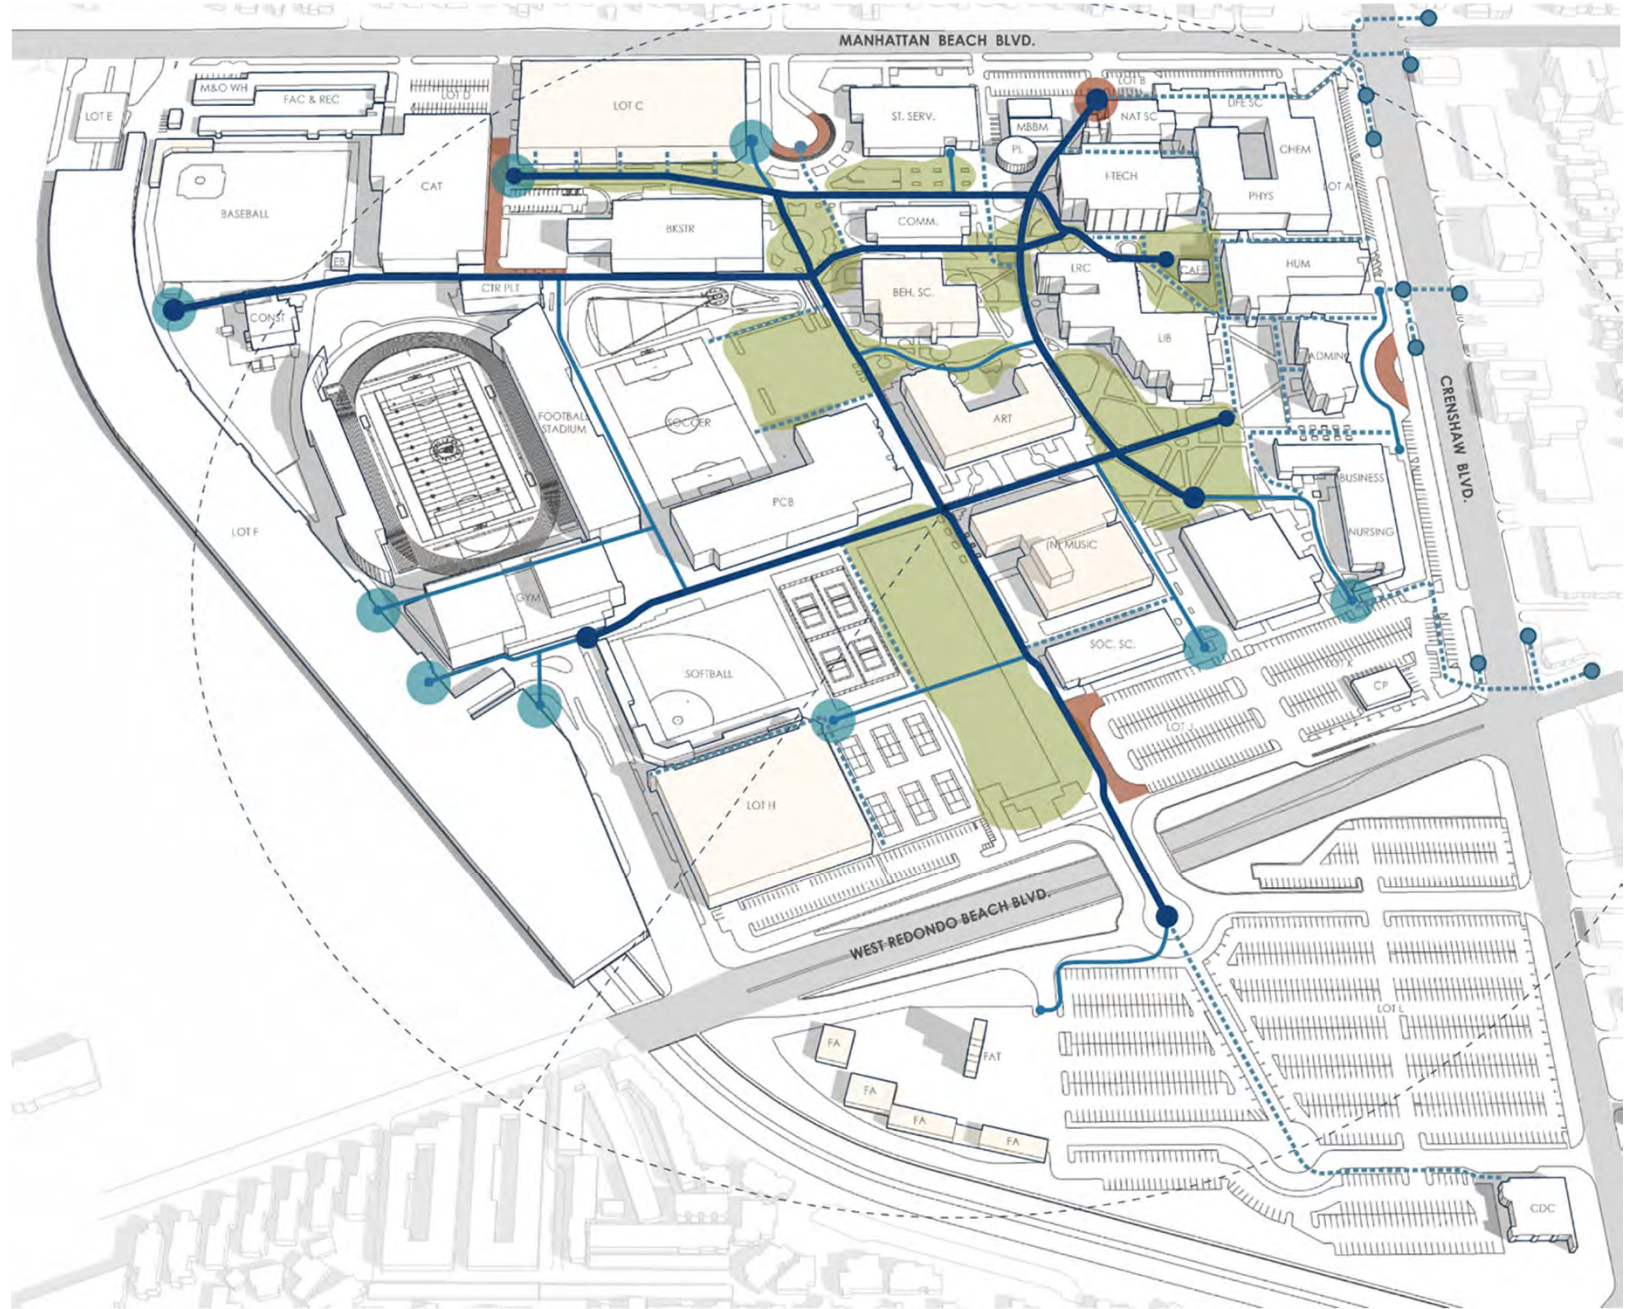 MANHATTAN BEACH BLVD.
M&O WH
FAC & REC
LOT D
LOT E
LOT C
ST. SERV.
LOT B
LIFE SC
MBBM
NAT SC
PL
CHEM
CAT
I-TECH
LOT A
PHYS
BASEBALL
BKSTR
COMM.
EB
LRC
CAFE
HUM
CTR PLT
BEH. SC.
CONST
LIB
ADMIN
FOOTBALL
STADIUM
SOCCER
ART
CRENSHAW BLVD.
BUSINESS
PCB
LOT F
NURSING
(N) MUSIC
GYM
SOC. SC.
LOT K
SOFTBALL
CP
LOT J
LOT H
WEST REDONDO BEACH BLVD.
LOT L
FA
FAT
FA
FA
FA
CDC